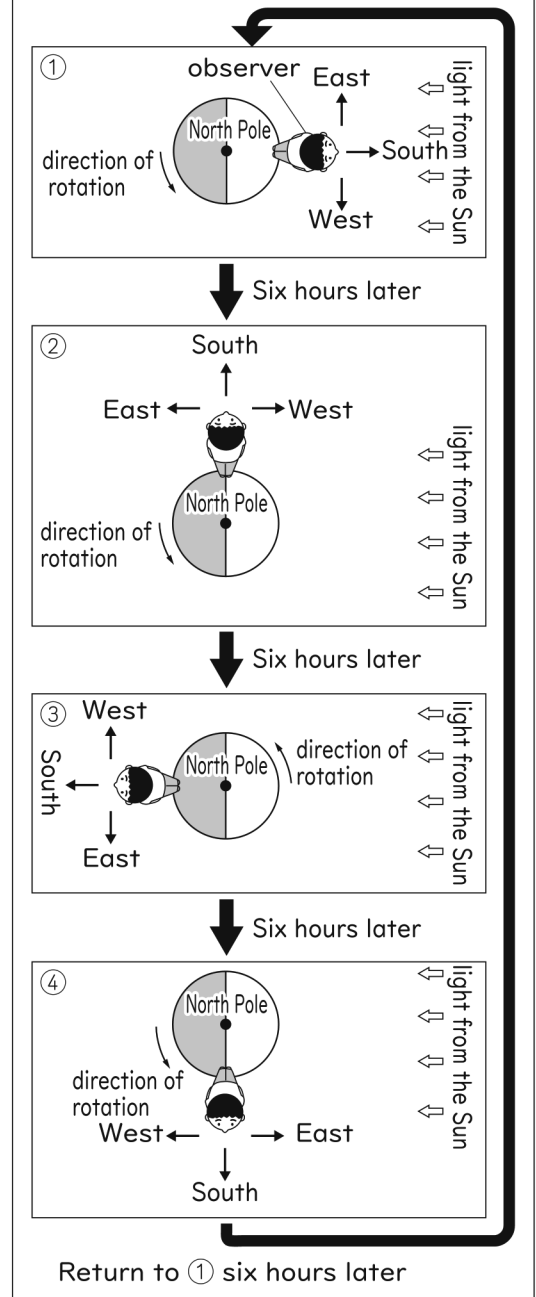 ①
observer
East
North Pole
direction of
rotation
South
West
light from the Sun
Six hours later
②
South
East
West
North Pole
direction of
rotation
light from the Sun
Six hours later
③
West
South
North Pole
direction of
rotation
East
light from the Sun
Six hours later
④
North Pole
direction of
rotation
West
East
South
light from the Sun
Return to ① six hours later